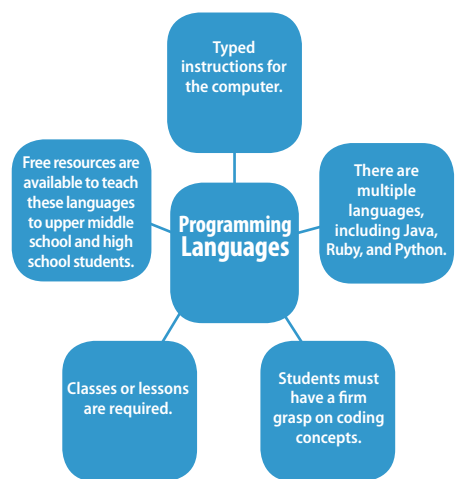 Typed
instructions for
the computer.
Free resources are
available to teach
these languages
to upper middle
school and high
school students.
Programming
Languages
There are
multiple
languages,
including Java,
Ruby, and Python.
Classes or lessons
are required.
Students must
have a firm
grasp on coding
concepts.